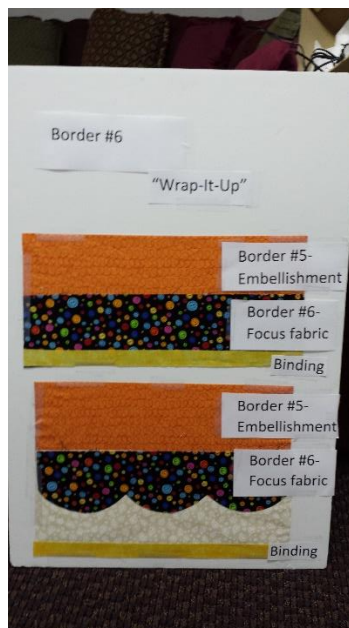 Border #6
"Wrap-It-Up"
Border #5-
Embellishment
Border #6-
Focus fabric
Binding
Border #5-
Embellishment
Border #6-
Focus fabric
Binding